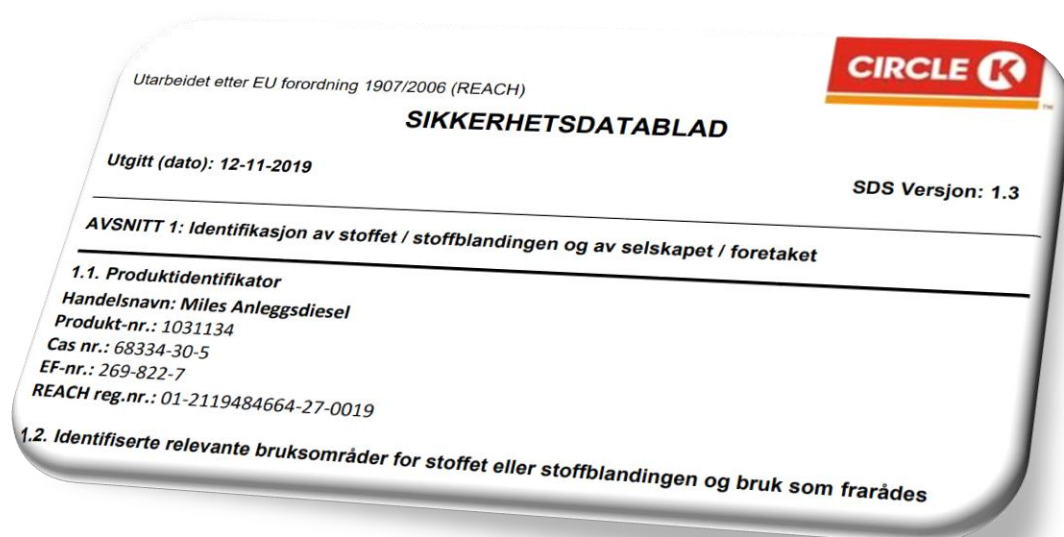 CIRCLE K
TM
Utarbeidet etter EU forordning 1907/2006 (REACH)
SIKKERHETSDATABLAD
Utgitt (dato): 12-11-2019
SDS Versjon: 1.3
AVSNITT 1: Identifikasjon av stoffet / stoffblandingen og av selskapet / foretaket
1.1. Produktidentifikator
Handelsnavn: Miles Anleggsdiesel
Produkt-nr.: 1031134
Cas nr.: 68334-30-5
EF-nr.: 269-822-7
REACH reg.nr.: 01-2119484664-27-0019
1.2. Identifiserte relevante bruksområder for stoffet eller stoffblandingen og bruk som frarådes